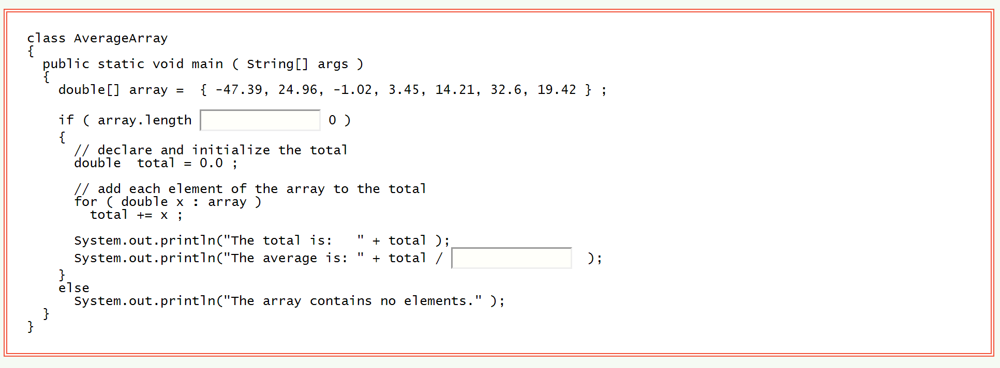 class AverageArray
{
  public static void main ( String[] args )
  {
    double[] array =  { -47.39, 24.96, -1.02, 3.45, 14.21, 32.6, 19.42 } ;
    if ( array.length  0 )
    {
      // declare and initialize the total
      double  total = 0.0 ;
      // add each element of the array to the total
      for ( double x : array )
        total += x ;
      System.out.println("The total is:   " + total );
      System.out.println("The average is: " + total /   );
    }
    else
      System.out.println("The array contains no elements." );
  }
}